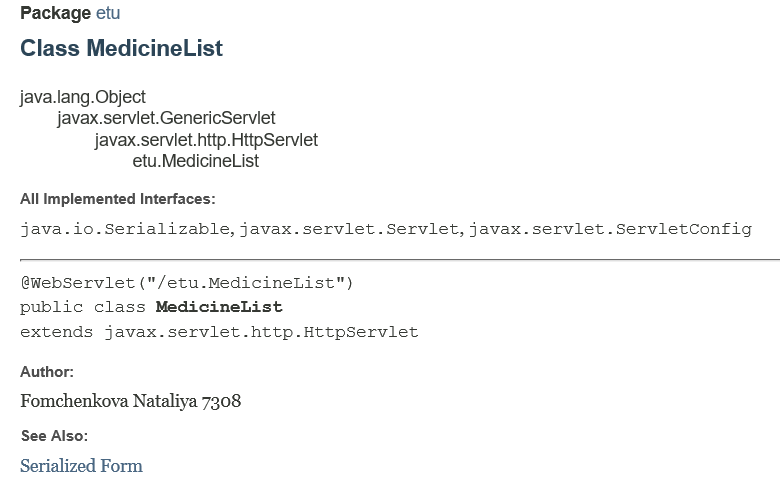 Package etu
Class MedicineList
java.lang.Object
javax.servlet.GenericServlet
javax.servlet.http.HttpServlet
etu.MedicineList
All Implemented Interfaces:
java.io.Serializable, javax.servlet.Servlet, javax.servlet.ServletConfig
@WebServlet("/etu.MedicineList")
public class MedicineList
extends javax.servlet.http.HttpServlet
Author:
Fomchenkova Nataliya 7308
See Also:
Serialized Form